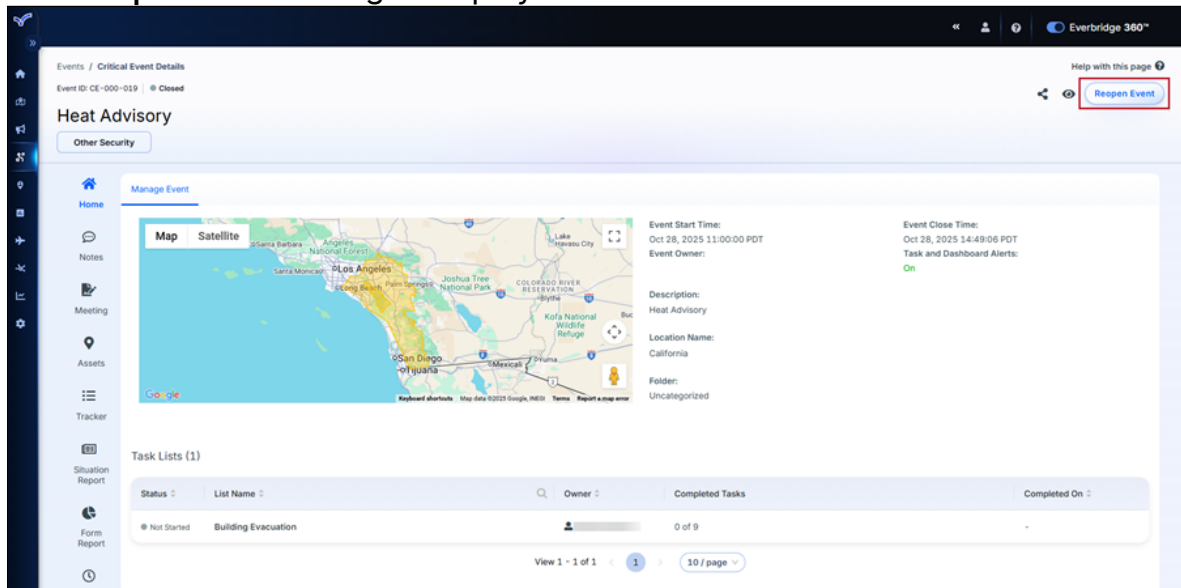 Everbridge 360™
Events / Critical Event Details
Help with this page
Event ID: CE-000-019 | Closed
Reopen Event
Heat Advisory
Other Security
Home
Notes
Meeting
Assets
Tracker
Situation
Report
Form
Report
Manage Event
Map Satellite
Santa Barbara
Angeles
National Forest
Lake
Havasu City
Santa Monica
Los Angeles
Long Beach
Palm Springs
Joshua Tree
National Park
COLORADO RIVER
RESERVATION
Blythe
Kofa National
Wildlife
Refuge
Buc
San Diego
Tijuana
Mexicali
Yuma
Google
Keyboard shortcuts Map data ©2025 Google, INEGI Terms Report a map error
Event Start Time:
Oct 28, 2025 11:00:00 PDT
Event Owner:
Description:
Heat Advisory
Location Name:
California
Folder:
Uncategorized
Event Close Time:
Oct 28, 2025 14:49:06 PDT
Task and Dashboard Alerts:
On
Task Lists (1)
Status List Name Owner Completed Tasks Completed On
Not Started Building Evacuation 0 of 9 -
View 1 - 1 of 1 < 1 > 10 / page